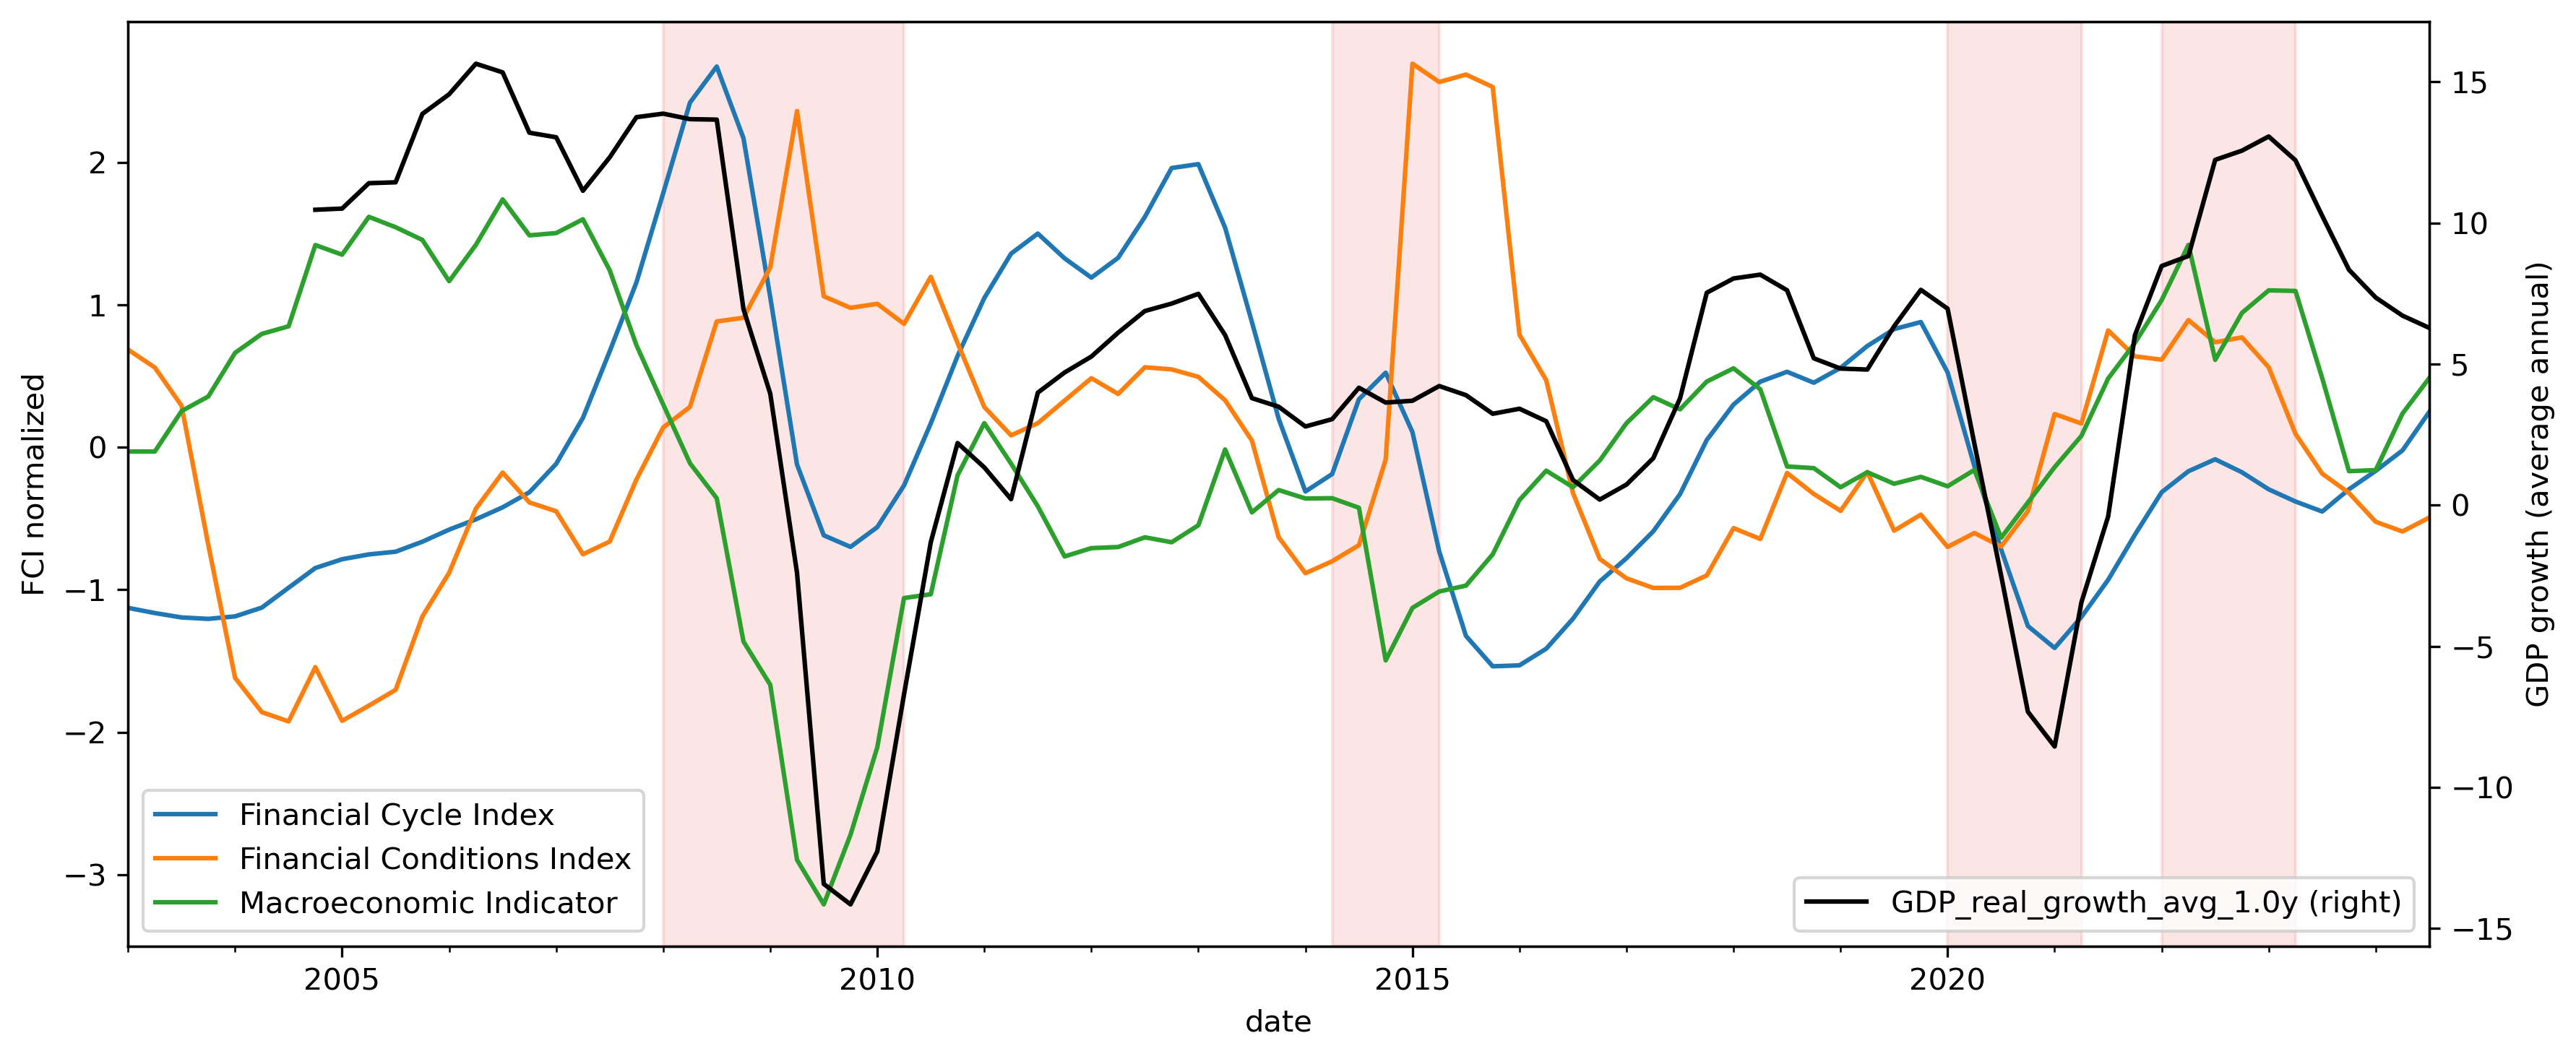 FCI normalized
2
1
0
−1
−2
−3
15
10
5
0
−5
−10
−15
GDP growth (average annual)
Financial Cycle Index
Financial Conditions Index
Macroeconomic Indicator
GDP_real_growth_avg_1.0y (right)
2005 2010 2015 2020
date